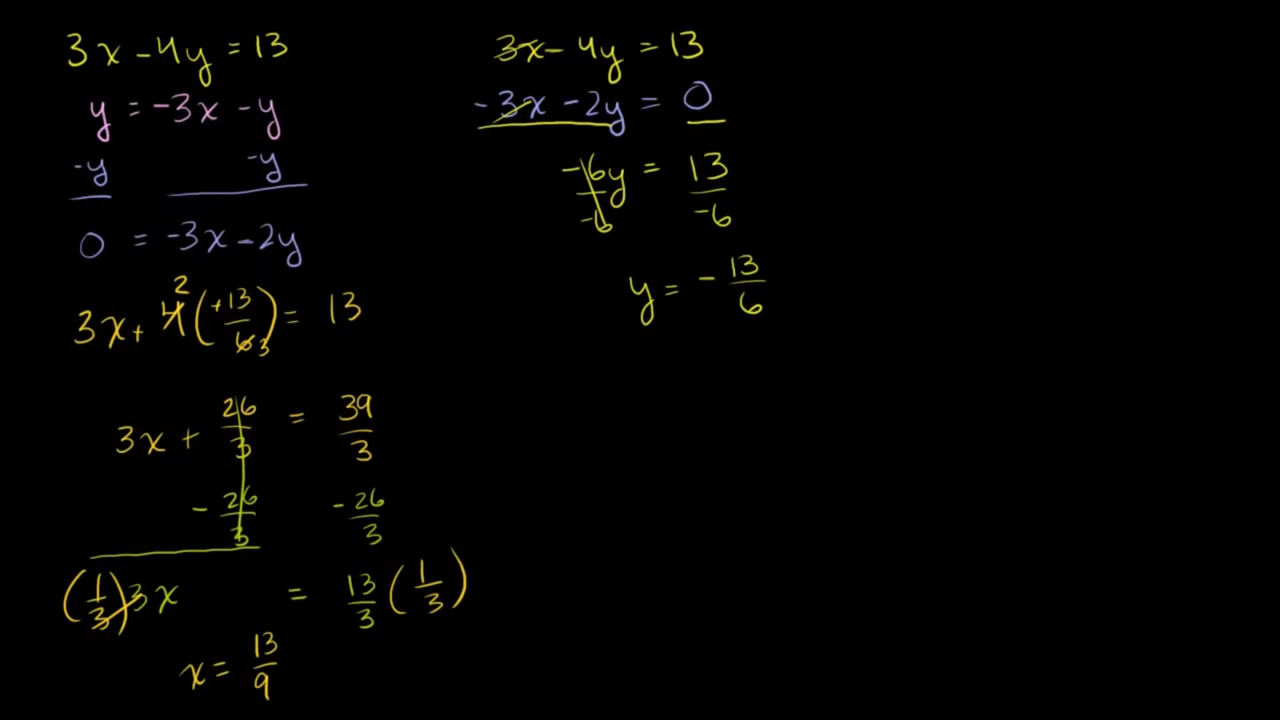 3x - 4y = 13
y = -3x - y
-y -y
0 = -3x - 2y
3x + 4 2 (+13/6 3) = 13
3x + 26/3 = 39/3
- 26/3 -26/3
(1/3) 3x = 13/3 (1/3)
x = 13/9
3x - 4y = 13
-3x - 2y = 0
-6y/-6 = 13/-6
y = - 13/6